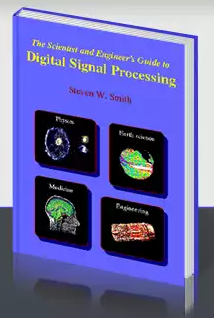 The Scientist and Engineer's Guide to
Digital Signal Processing
Steven W. Smith
Physics
Earth science
Medicine
Engineering